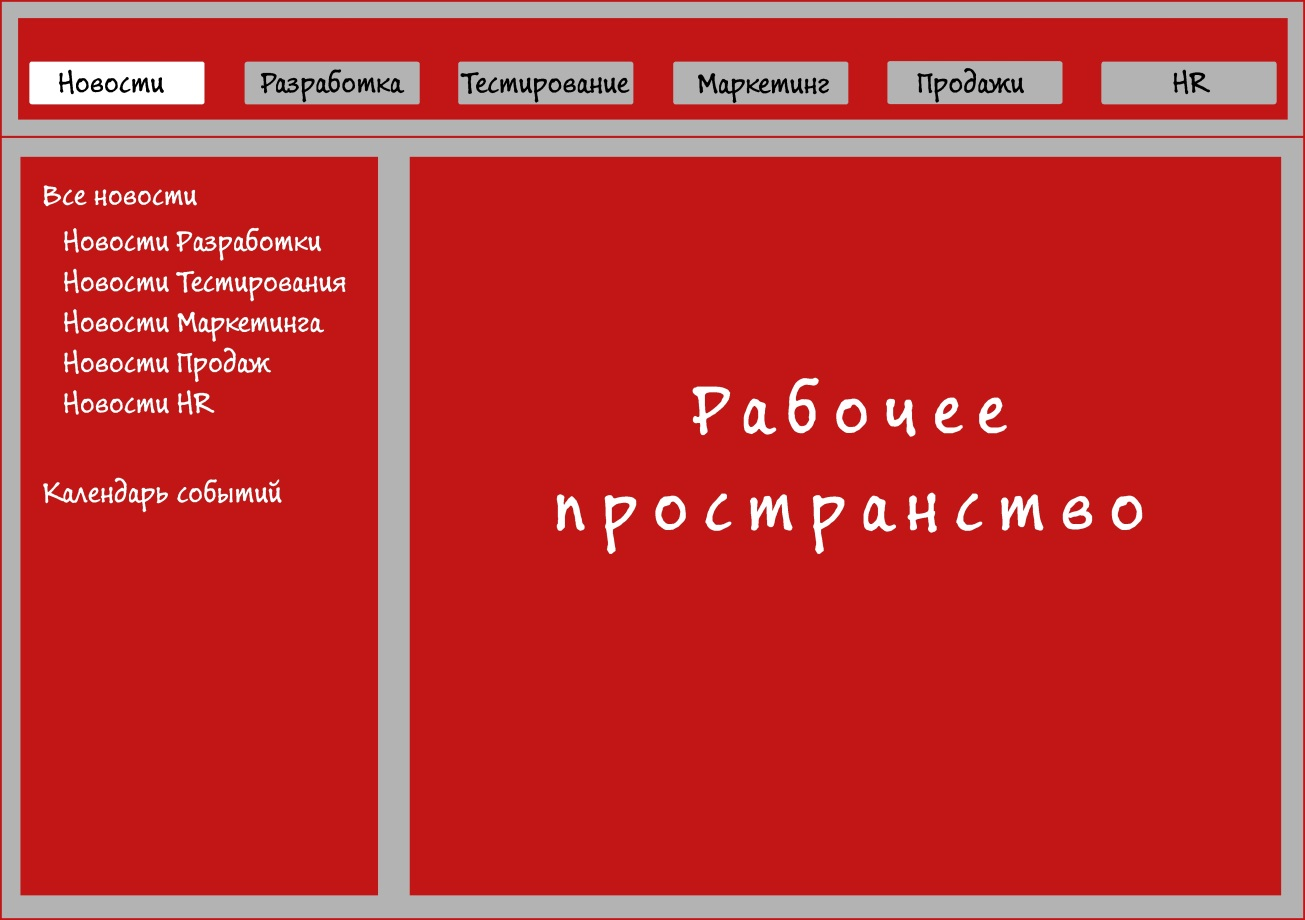 Новости
Разработка
Тестирование
Маркетинг
Продажи
HR
Все новости
Новости Разработки
Новости Тестирования
Новости Маркетинга
Новости Продаж
Новости HR
Календарь событий
Рабочее
пространство